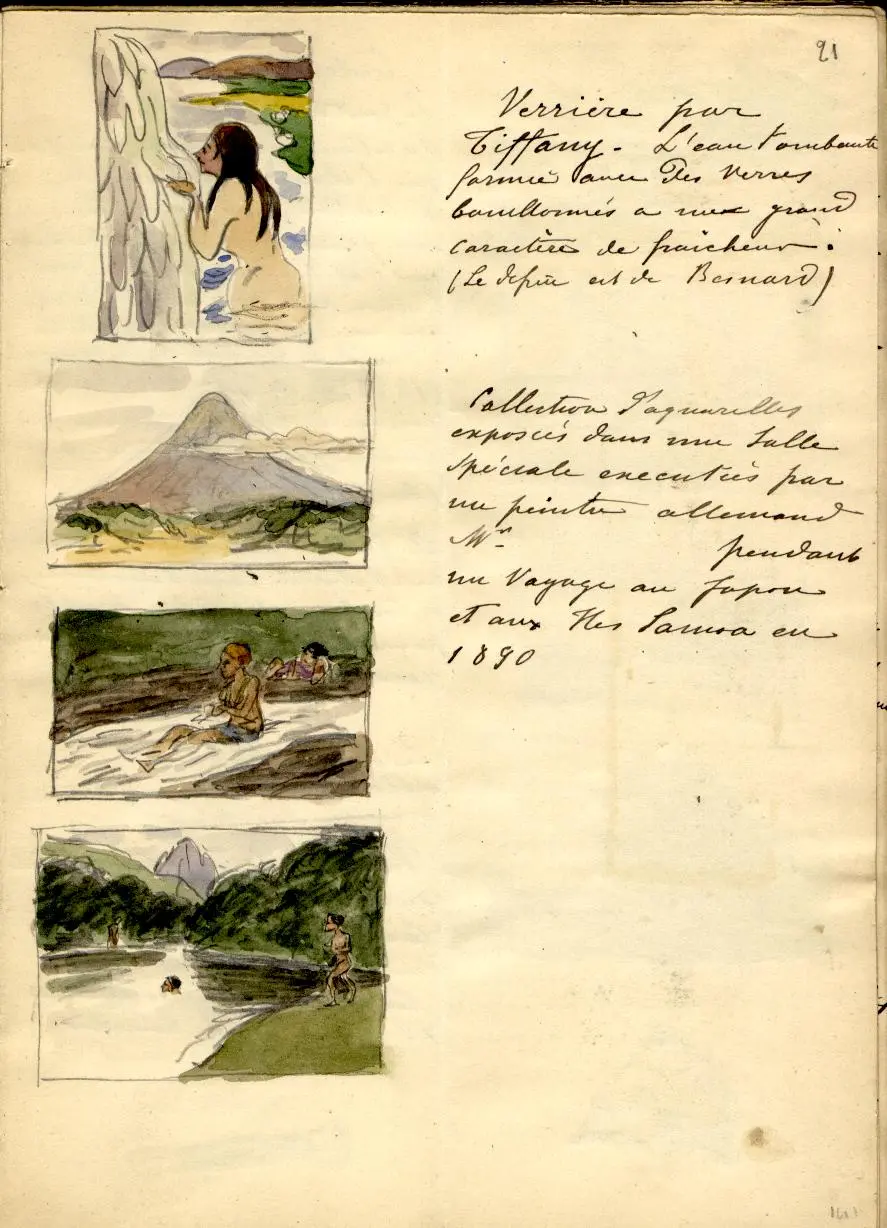 21
Verrière par
Tiffany. L'eau tombante
formée avec des verres
bouillonnés a un grand
caractère de fraîcheur.
(Le dessin est de Besnard)
Collection d'aquarelles
exposées dans une salle
spéciale executées par
un peintre allemand
Mr pendant
un Voyage au Japon
et aux Iles Samoa en
1890